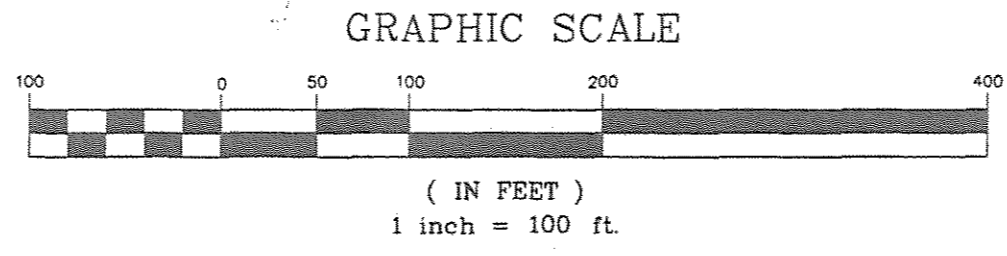 GRAPHIC SCALE
100 0 50 100 200 400
( IN FEET )
1 inch = 100 ft.